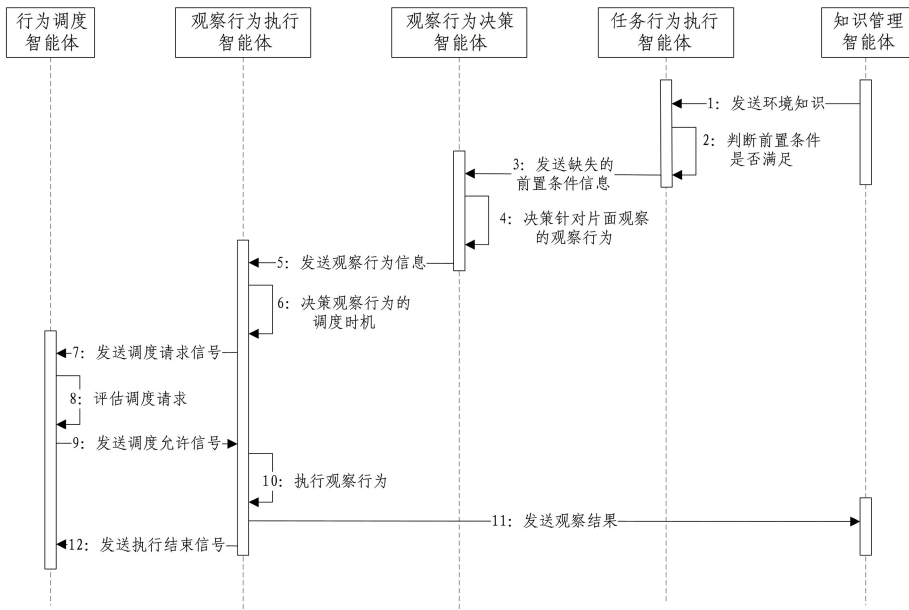 行为调度
智能体
观察行为执行
智能体
观察行为决策
智能体
任务行为执行
智能体
知识管理
智能体
1：发送环境知识
2：判断前置条件
是否满足
3：发送缺失的
前置条件信息
4：决策针对片面观察
的观察行为
5：发送观察行为信息
6：决策观察行为的
调度时机
7：发送调度请求信号
8：评估调度请求
9：发送调度允许信号
10：执行观察行为
11：发送观察结果
12：发送执行结束信号